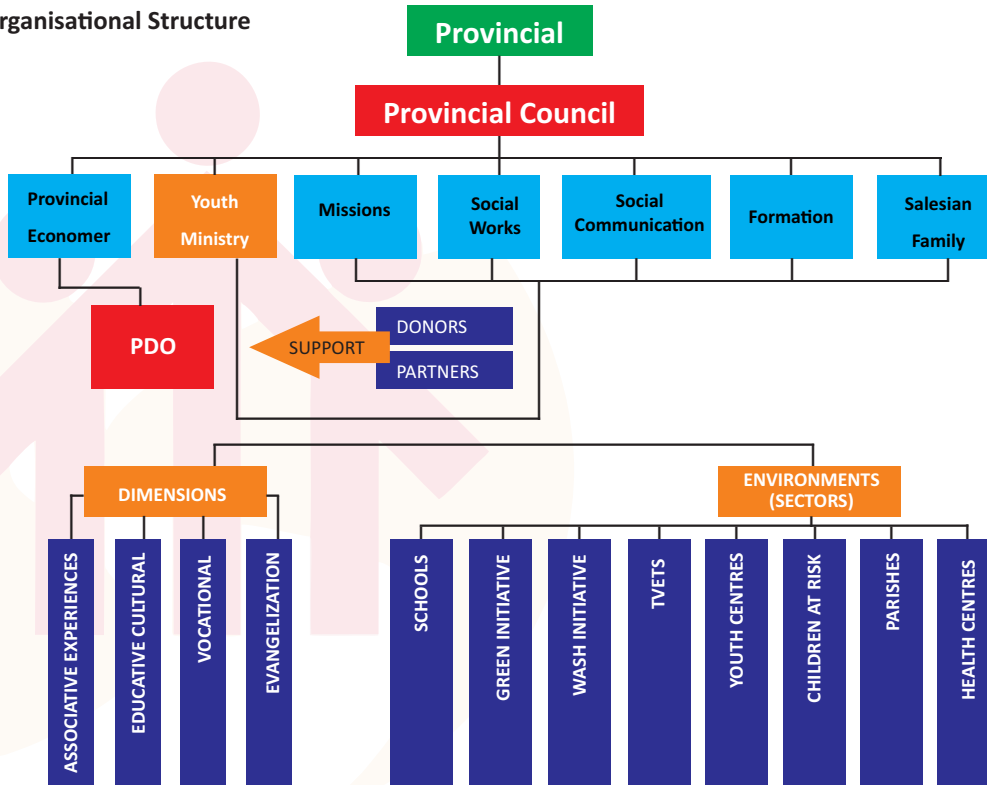 rganisational Structure
Provincial
Provincial Council
Provincial
Economer
Youth
Ministry
Missions
Social
Works
Social
Communication
Formation
Salesian
Family
PDO
SUPPORT
DONORS
PARTNERS
DIMENSIONS
ENVIRONMENTS
(SECTORS)
ASSOCIATIVE EXPERIENCES
EDUCATIVE CULTURAL
VOCATIONAL
EVANGELIZATION
SCHOOLS
GREEN INITIATIVE
WASH INITIATIVE
TVETS
YOUTH CENTRES
CHILDREN AT RISK
PARISHES
HEALTH CENTRES